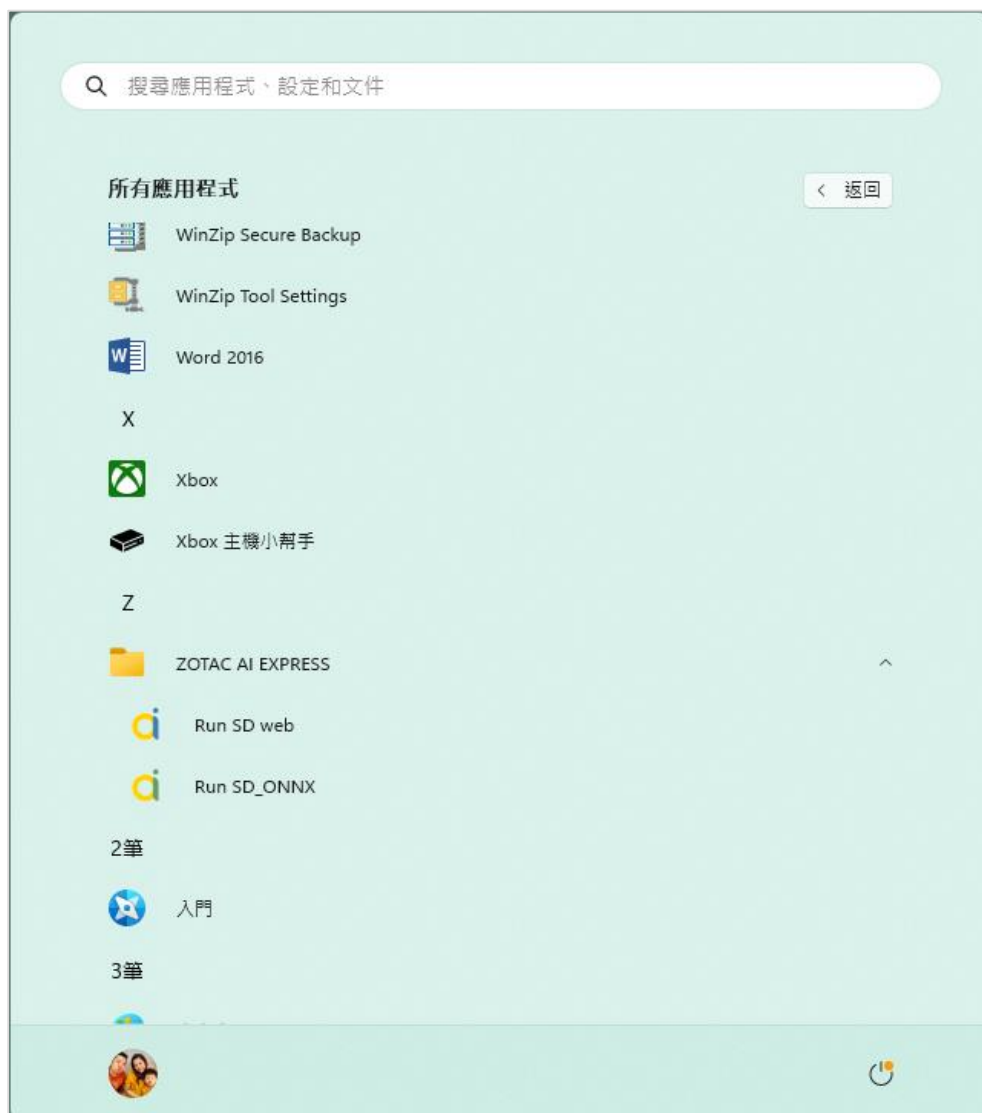 搜尋應用程式、設定和文件
所有應用程式
返回
WinZip Secure Backup
WinZip Tool Settings
Word 2016
X
Xbox
Xbox 主機小幫手
Z
ZOTAC AI EXPRESS
Run SD web
Run SD_ONNX
2筆
入門
3筆